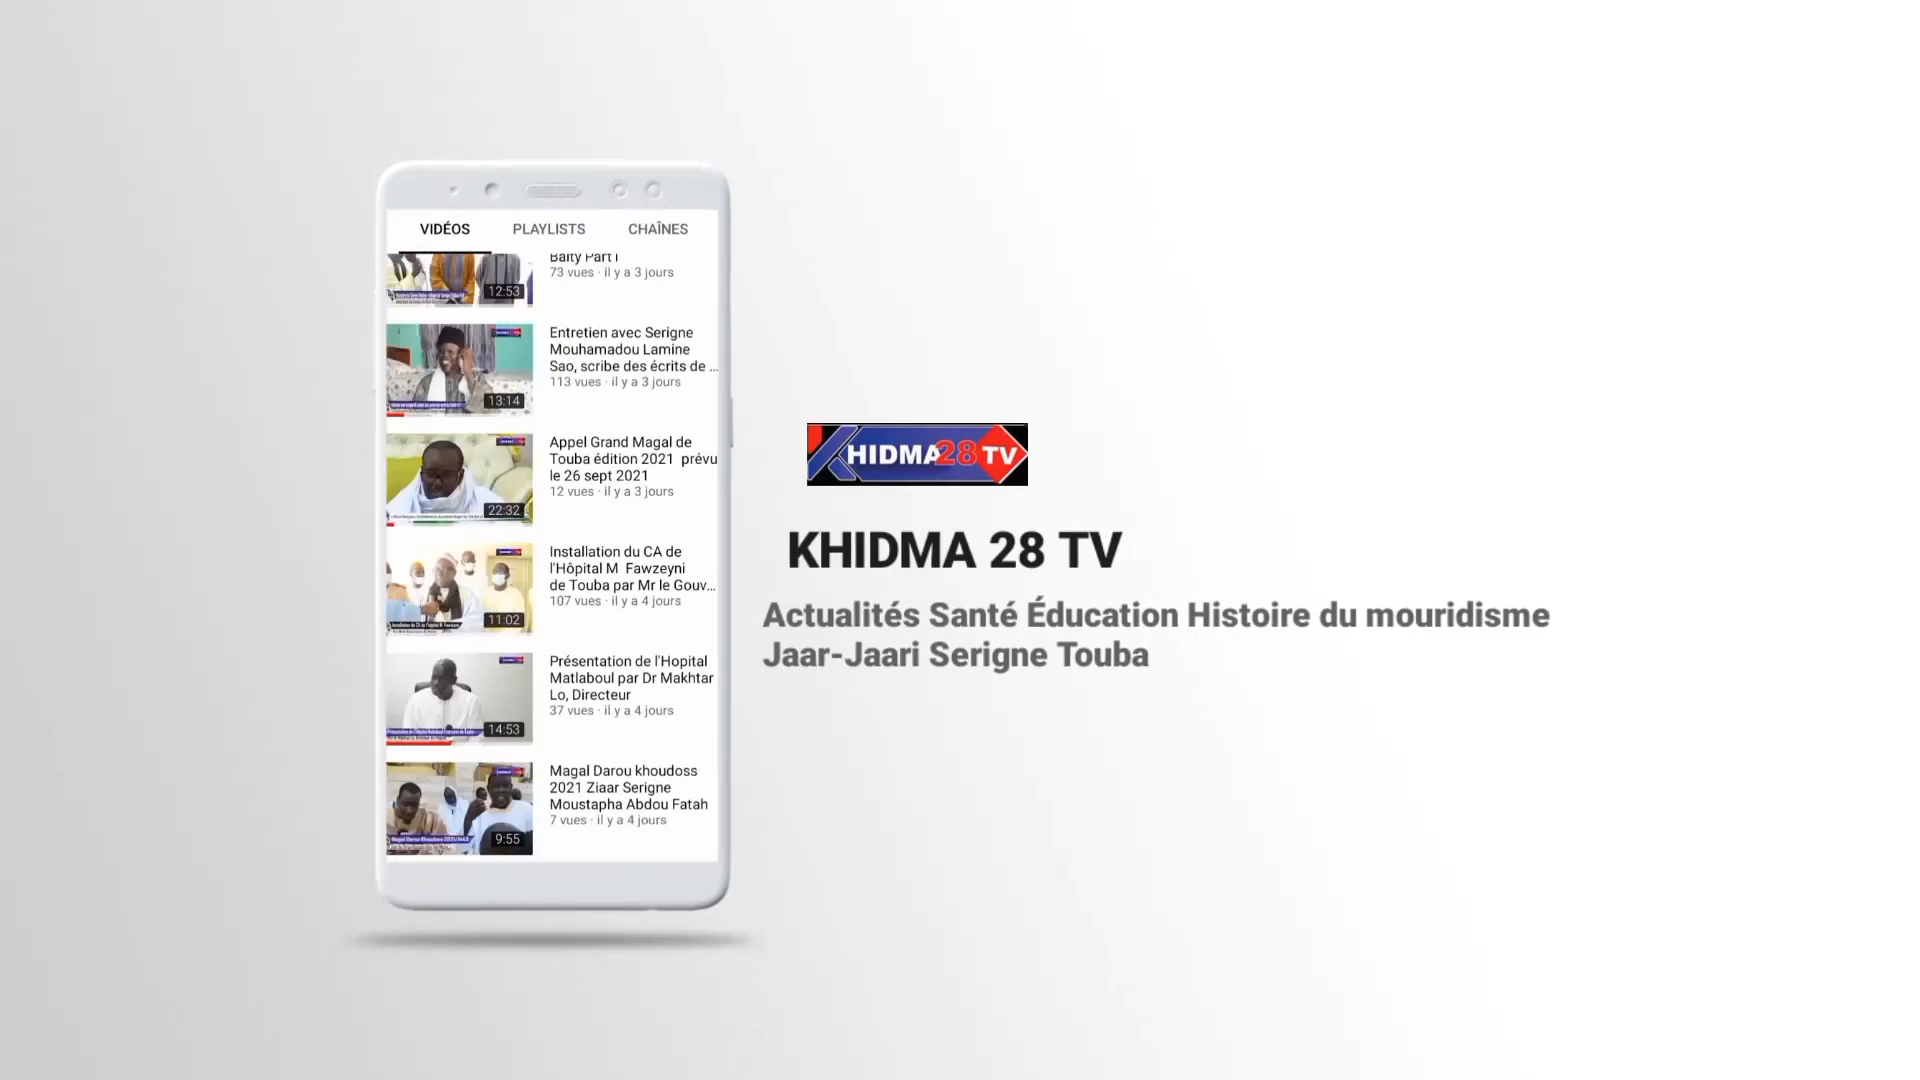 VIDÉOS PLAYLISTS CHAÎNES
Baity Part I
73 vues · il y a 3 jours
12:53
Entretien avec Serigne
Mouhamadou Lamine
Sao, scribe des écrits de ...
113 vues · il y a 3 jours
13:14
Appel Grand Magal de
Touba édition 2021 prévu
le 26 sept 2021
12 vues · il y a 3 jours
22:32
Installation du CA de
l'Hôpital M Fawzeyni
de Touba par Mr le Gouv...
107 vues · il y a 4 jours
11:02
Présentation de l'Hopital
Matlaboul par Dr Makhtar
Lo, Directeur
37 vues · il y a 4 jours
14:53
Magal Darou khoudoss
2021 Ziaar Serigne
Moustapha Abdou Fatah
7 vues · il y a 4 jours
9:55
KHIDMA 28 TV
KHIDMA 28 TV
Actualités Santé Éducation Histoire du mouridisme
Jaar-Jaari Serigne Touba